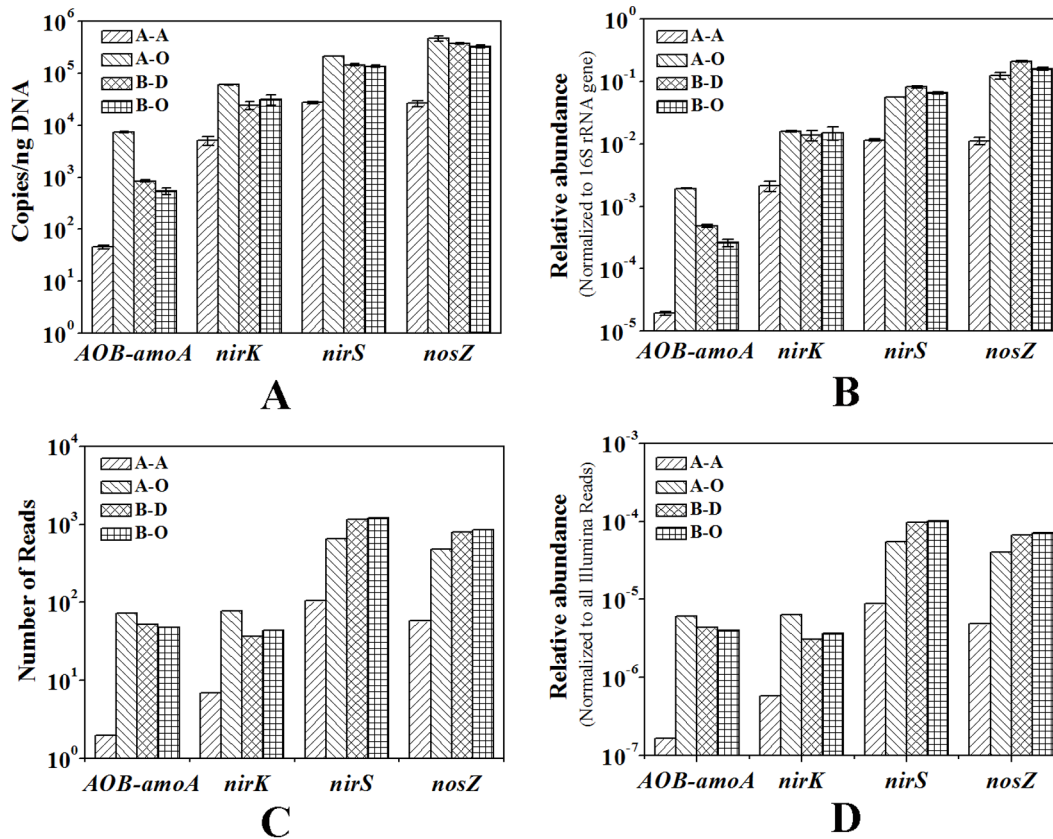 Copies/ng DNA
10^6
10^5
10^4
10^3
10^2
10^1
10^0
A-A
A-O
B-D
B-O
AOB-amoA nirK nirS nosZ
A
Relative abundance
(Normalized to 16S rRNA gene)
10^0
10^-1
10^-2
10^-3
10^-4
10^-5
A-A
A-O
B-D
B-O
AOB-amoA nirK nirS nosZ
B
Number of Reads
10^4
10^3
10^2
10^1
10^0
A-A
A-O
B-D
B-O
AOB-amoA nirK nirS nosZ
C
Relative abundance
(Normalized to all Illumina Reads)
10^-3
10^-4
10^-5
10^-6
10^-7
A-A
A-O
B-D
B-O
AOB-amoA nirK nirS nosZ
D